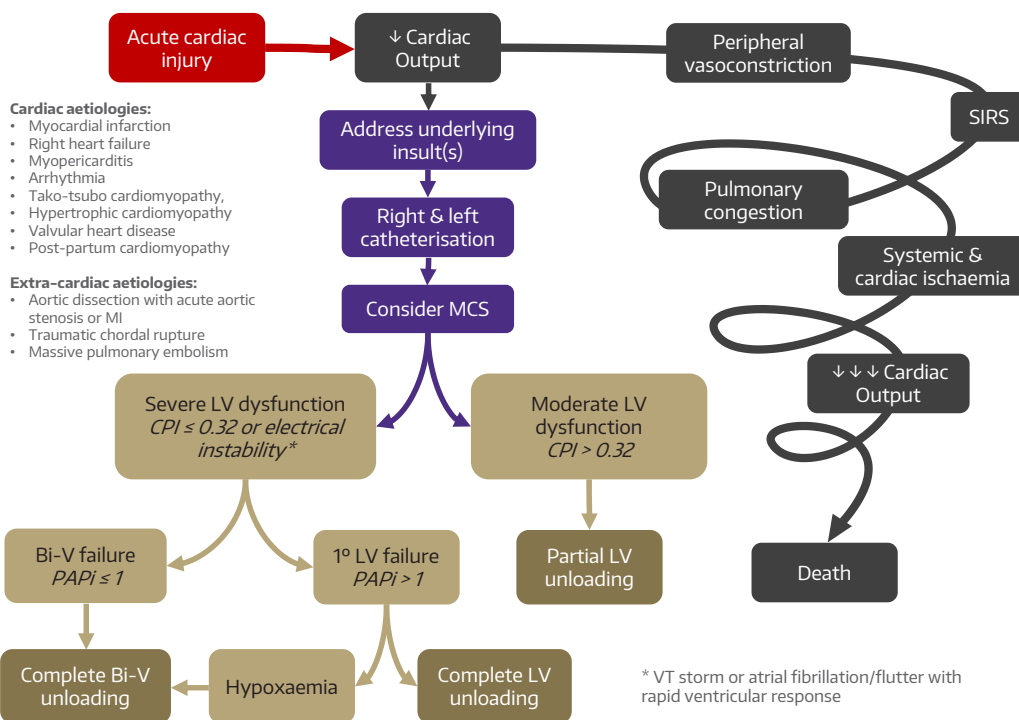 Acute cardiac
injury
↓ Cardiac
Output
Peripheral
vasoconstriction
SIRS
Pulmonary
congestion
Systemic &
cardiac ischaemia
↓ ↓ ↓ Cardiac
Output
Death
Cardiac aetiologies:
• Myocardial infarction
• Right heart failure
• Myopericarditis
• Arrhythmia
• Tako-tsubo cardiomyopathy,
• Hypertrophic cardiomyopathy
• Valvular heart disease
• Post-partum cardiomyopathy
Extra-cardiac aetiologies:
• Aortic dissection with acute aortic
stenosis or MI
• Traumatic chordal rupture
• Massive pulmonary embolism
Address underlying
insult(s)
Right & left
catheterisation
Consider MCS
Severe LV dysfunction
CPI ≤ 0.32 or electrical
instability*
Moderate LV
dysfunction
CPI > 0.32
Bi-V failure
PAPi ≤ 1
1º LV failure
PAPi > 1
Partial LV
unloading
Complete Bi-V
unloading
Hypoxaemia
Complete LV
unloading
* VT storm or atrial fibrillation/flutter with
rapid ventricular response